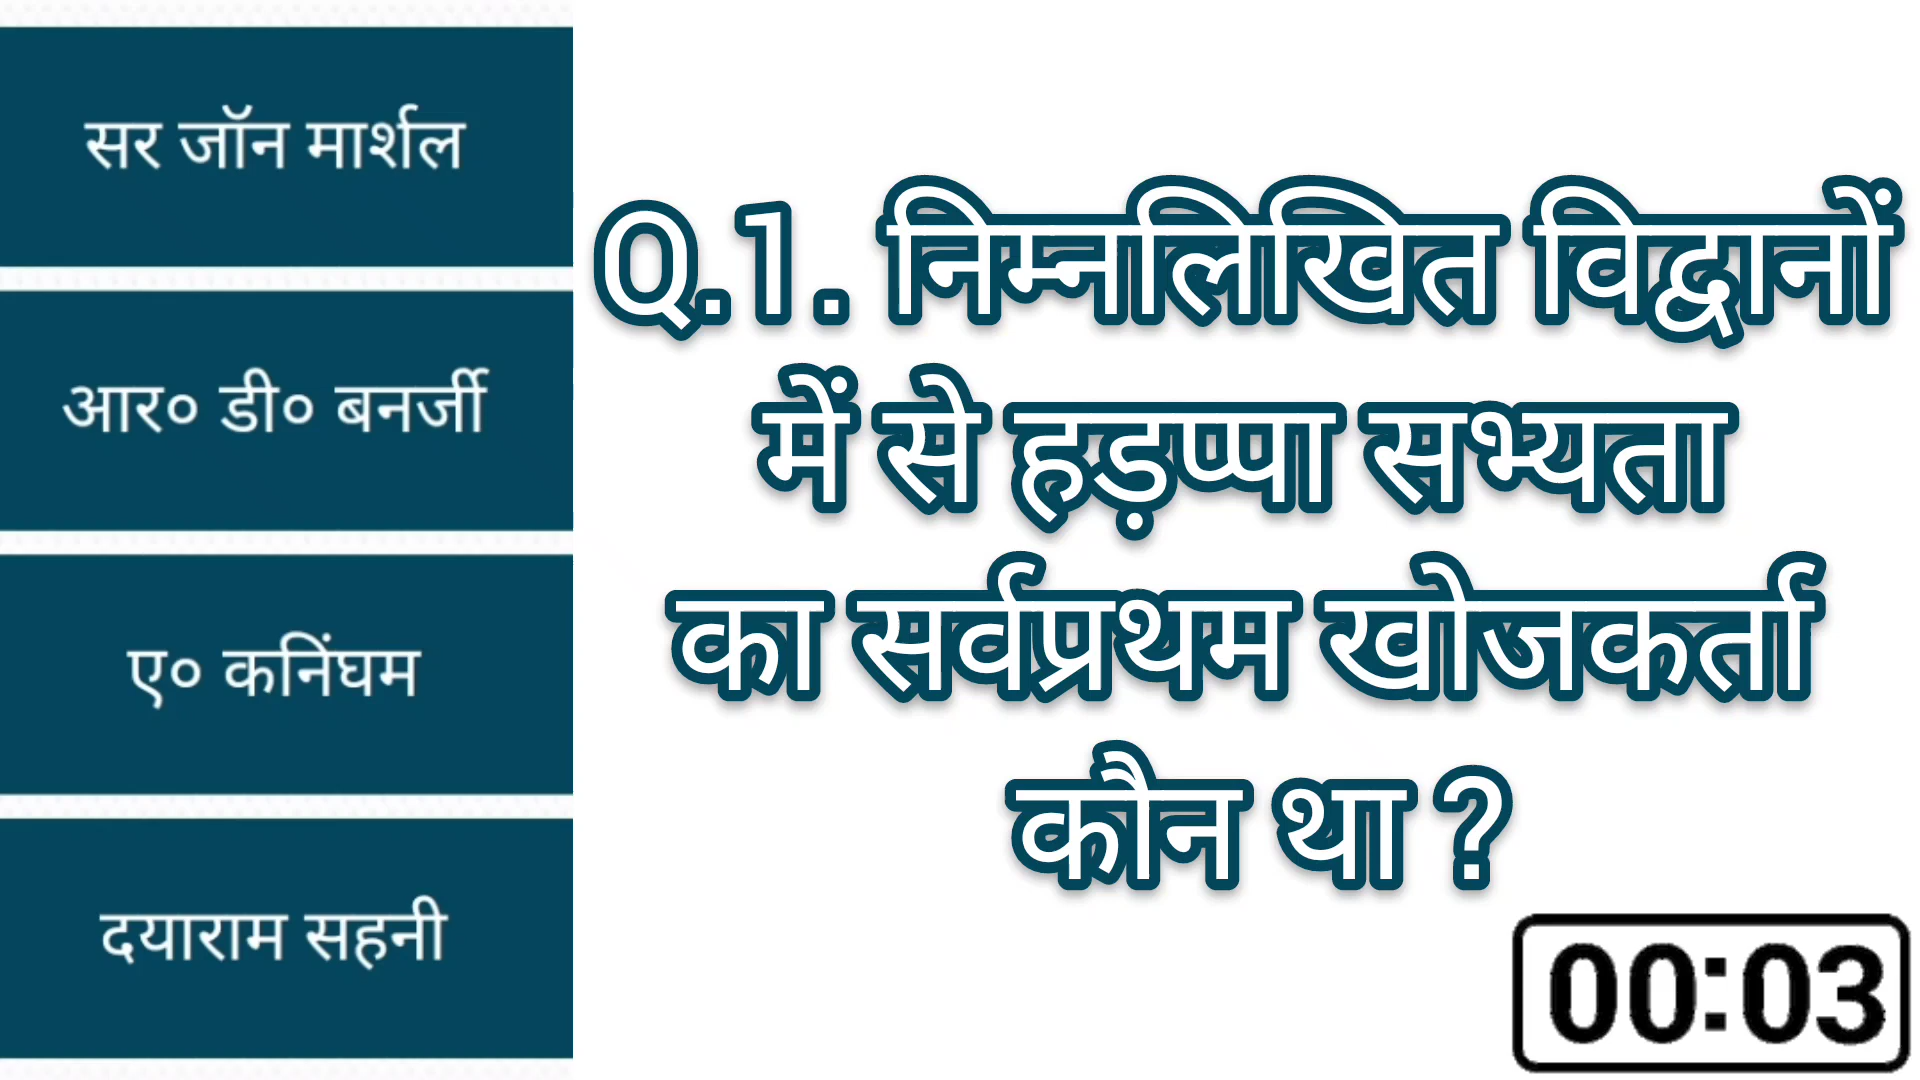 सर जॉन मार्शल
आर० डी० बनर्जी
ए० कनिंघम
दयाराम सहनी
Q.1. निम्नलिखित विद्वानों
में से हड़प्पा सभ्यता
का सर्वप्रथम खोजकर्ता
कौन था ?
00:03